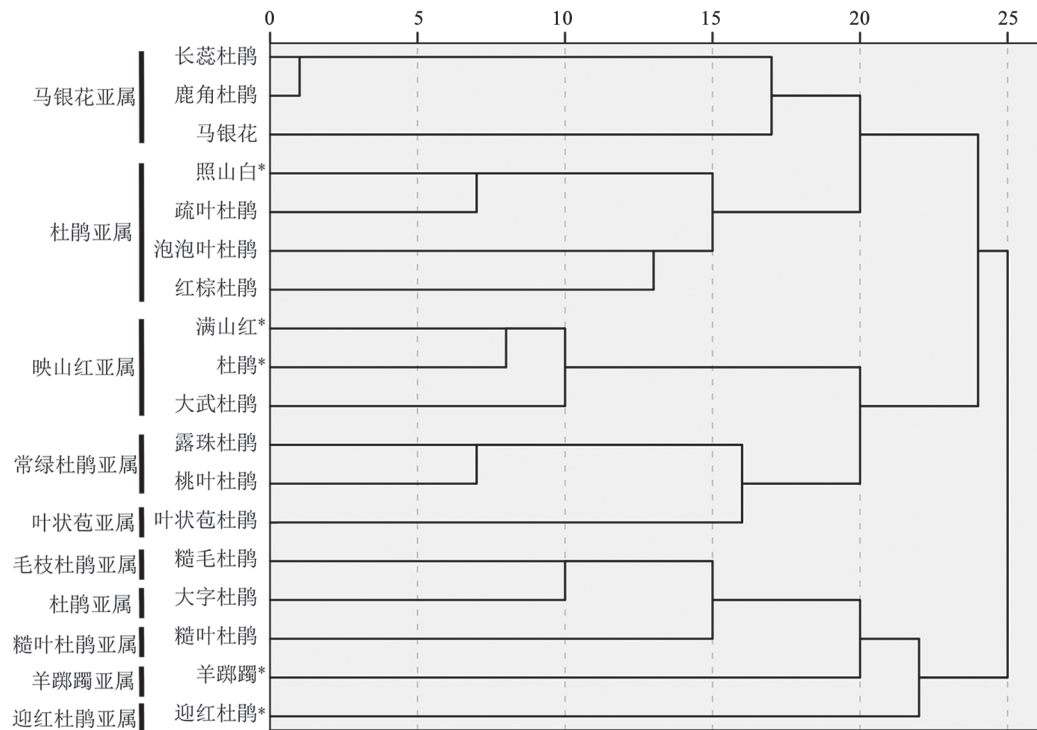 0 5 10 15 20 25
马银花亚属
长蕊杜鹃
鹿角杜鹃
马银花
杜鹃亚属
照山白*
疏叶杜鹃
泡泡叶杜鹃
红棕杜鹃
映山红亚属
满山红*
杜鹃*
大武杜鹃
常绿杜鹃亚属
露珠杜鹃
桃叶杜鹃
叶状苞亚属
叶状苞杜鹃
毛枝杜鹃亚属
糙毛杜鹃
杜鹃亚属
大字杜鹃
糙叶杜鹃亚属
糙叶杜鹃
羊踯躅亚属
羊踯躅*
迎红杜鹃亚属
迎红杜鹃*